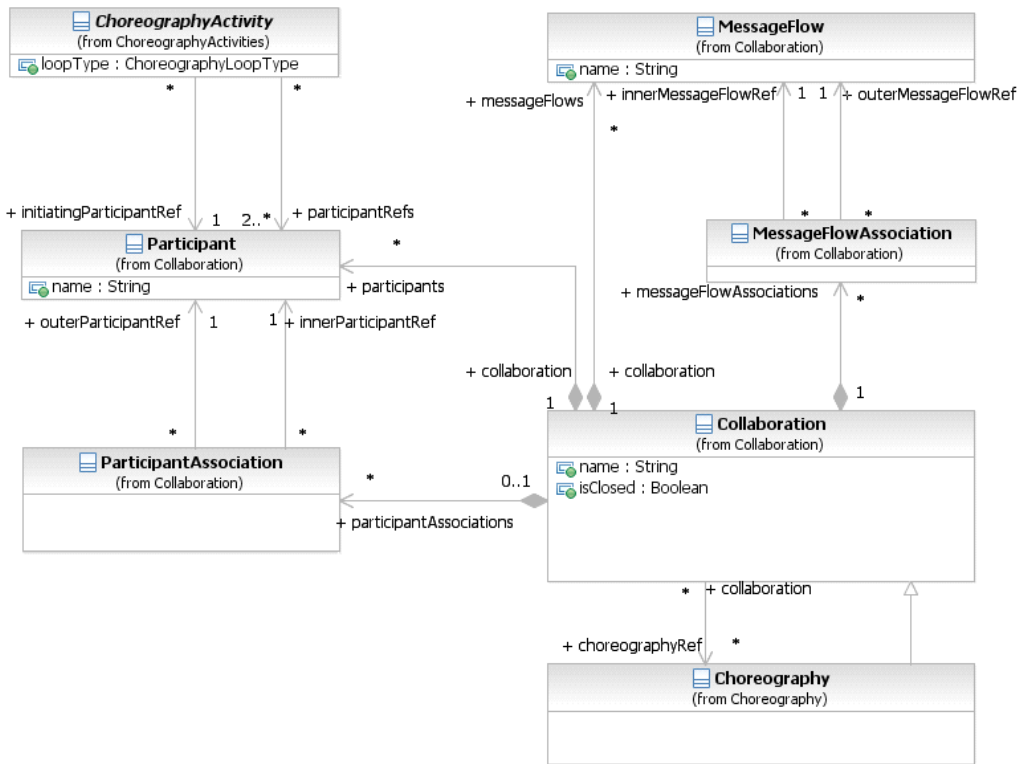 ChoreographyActivity
(from ChoreographyActivities)
loopType : ChoreographyLoopType
*
*
+ initiatingParticipantRef
1
2..*
+ participantRefs
Participant
(from Collaboration)
name : String
*
+ participants
+ outerParticipantRef
1
1
+ innerParticipantRef
*
*
ParticipantAssociation
(from Collaboration)
*
0..1
+ participantAssociations
MessageFlow
(from Collaboration)
name : String
+ messageFlows
+ innerMessageFlowRef
1
1
+ outerMessageFlowRef
*
*
*
MessageFlowAssociation
(from Collaboration)
+ messageFlowAssociations
*
+ collaboration
+ collaboration
1
1
1
Collaboration
(from Collaboration)
name : String
isClosed : Boolean
*
+ collaboration
+ choreographyRef
*
Choreography
(from Choreography)